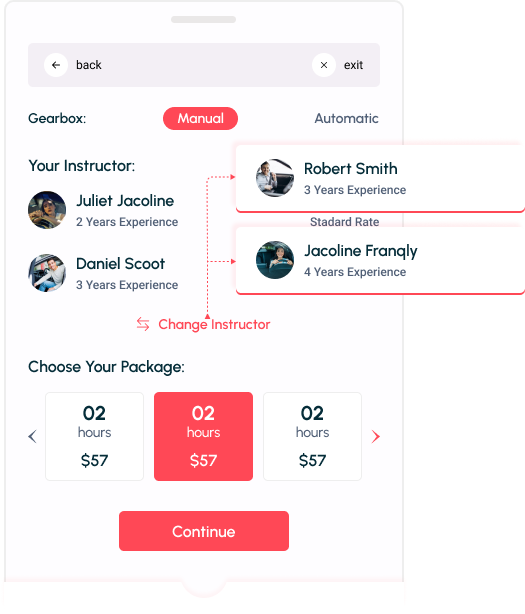 back
exit
Gearbox:
Manual
Automatic
Your Instructor:
Robert Smith
3 Years Experience
Juliet Jacoline
2 Years Experience
Stadard Rate
Jacoline Franqly
4 Years Experience
Daniel Scoot
3 Years Experience
Change Instructor
Choose Your Package:
02
hours
$57
02
hours
$57
02
hours
$57
Continue